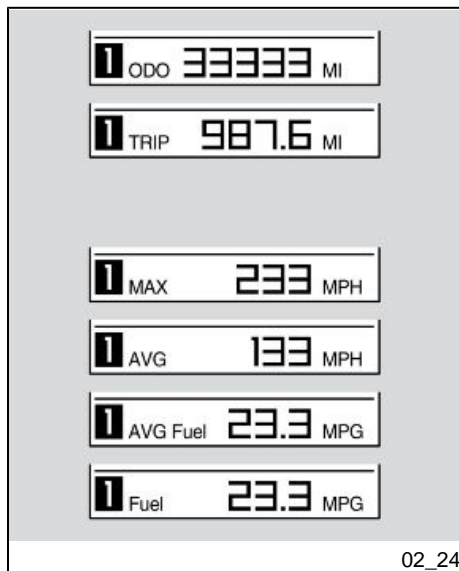 1 ODO 33333 MI
1 TRIP 987.6 MI
1 MAX 233 MPH
1 AVG 133 MPH
1 AVG Fuel 23.3 MPG
1 Fuel 23.3 MPG
02_24